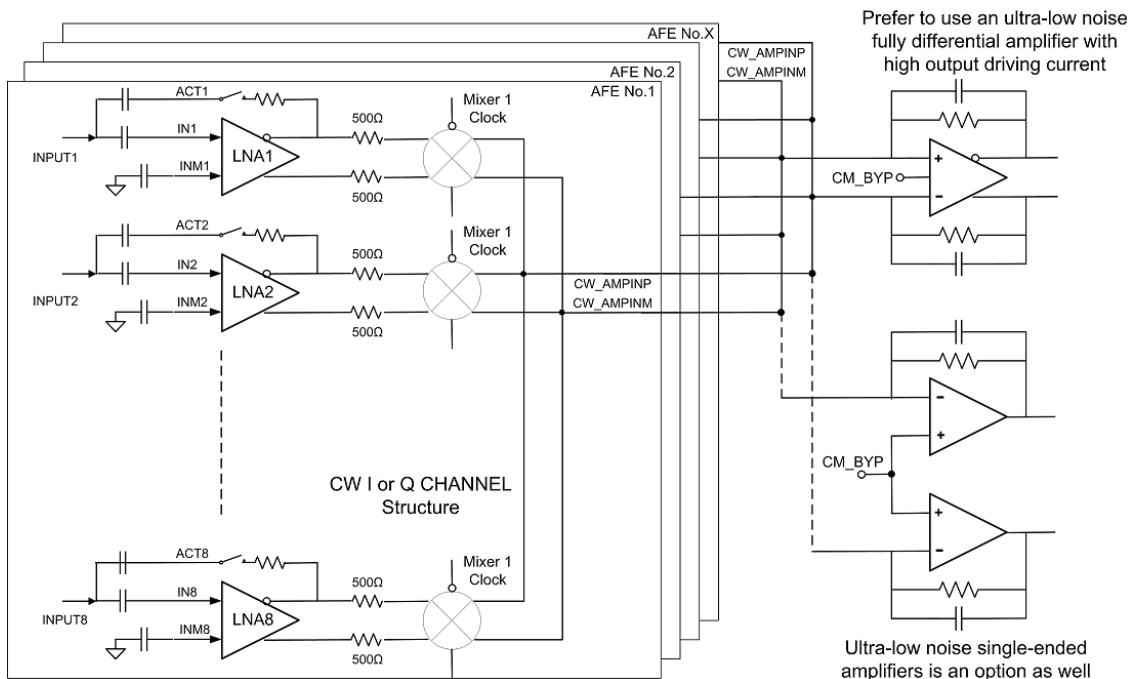 AFE No.X
AFE No.2
AFE No.1
CW_AMPINP
CW_AMPINM
Prefer to use an ultra-low noise
fully differential amplifier with
high output driving current
ACT1
IN1
INPUT1
INM1
LNA1
500Ω
500Ω
Mixer 1
Clock
+
CM_BYP
−
ACT2
IN2
INPUT2
INM2
LNA2
500Ω
500Ω
Mixer 1
Clock
CW_AMPINP
CW_AMPINM
−
+
CM_BYP
+
−
CW I or Q CHANNEL
Structure
ACT8
IN8
INPUT8
INM8
LNA8
500Ω
500Ω
Mixer 1
Clock
Ultra-low noise single-ended
amplifiers is an option as well